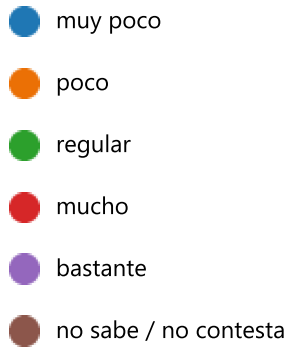 muy poco
poco
regular
mucho
bastante
no sabe / no contesta